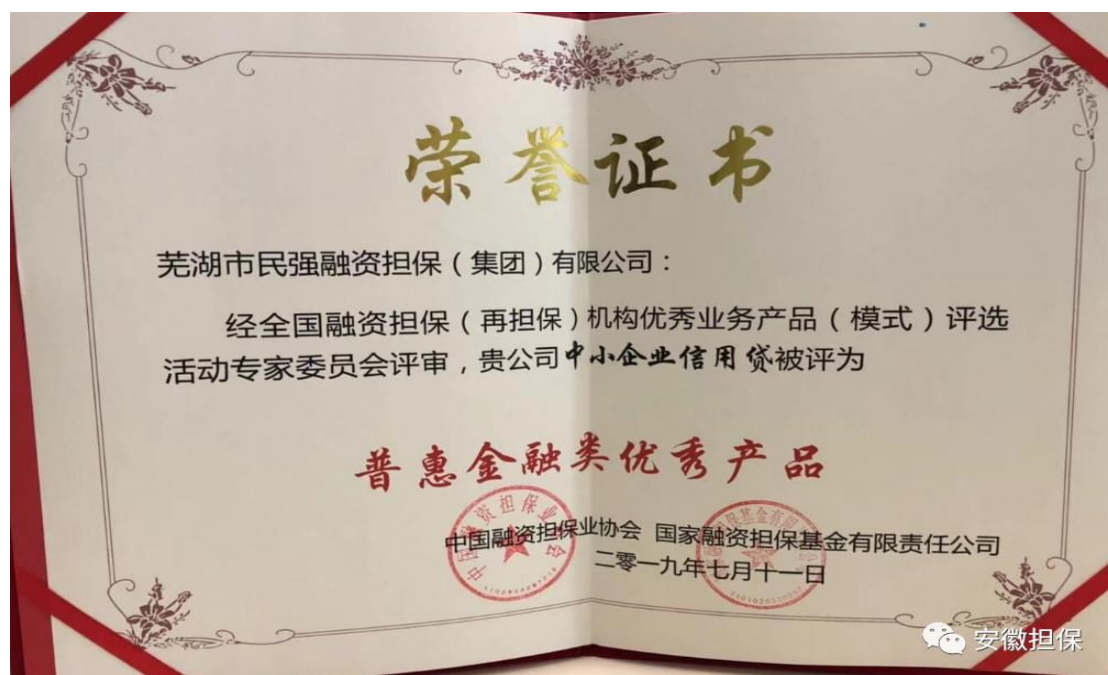 荣誉证书
芜湖市民强融资担保（集团）有限公司：
经全国融资担保（再担保）机构优秀业务产品（模式）评选
活动专家委员会评审，贵公司中小企业信用贷被评为
普惠金融类优秀产品
中国融资担保业协会 国家融资担保基金有限责任公司
二零一九年七月十一日
安徽担保